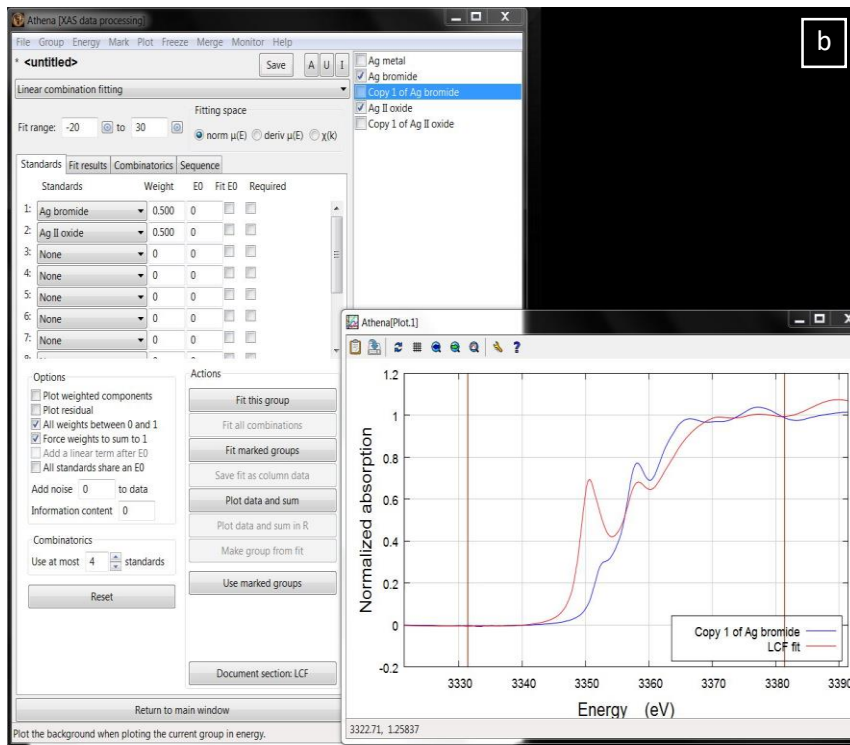 Athena [XAS data processing]
b
File Group Energy Mark Plot Freeze Merge Monitor Help
* <untitled>
Save A U I
Linear combination fitting
Fit range: -20 to 30
Fitting space
norm μ(E) deriv μ(E) χ(k)
Standards Fit results Combinatorics Sequence
Standards Weight E0 Fit E0 Required
1: Ag bromide 0.500 0
2: Ag II oxide 0.500 0
3: None 0 0
4: None 0 0
5: None 0 0
6: None 0 0
7: None 0 0
Ag metal
Ag bromide
Copy 1 of Ag bromide
Ag II oxide
Copy 1 of Ag II oxide
Options
Plot weighted components
Plot residual
All weights between 0 and 1
Force weights to sum to 1
Add a linear term after E0
All standards share an E0
Add noise 0 to data
Information content 0
Combinatorics
Use at most 4 standards
Reset
Actions
Fit this group
Fit all combinations
Fit marked groups
Save fit as column data
Plot data and sum
Plot data and sum in R
Make group from fit
Use marked groups
Document section: LCF
Return to main window
Plot the background when ploting the current group in energy.
Athena[Plot.1]
1.2
1
0.8
0.6
0.4
0.2
0
-0.2
Normalized absorption
Copy 1 of Ag bromide
LCF fit
3330 3340 3350 3360 3370 3380 3390
Energy (eV)
3322.71, 1.25837